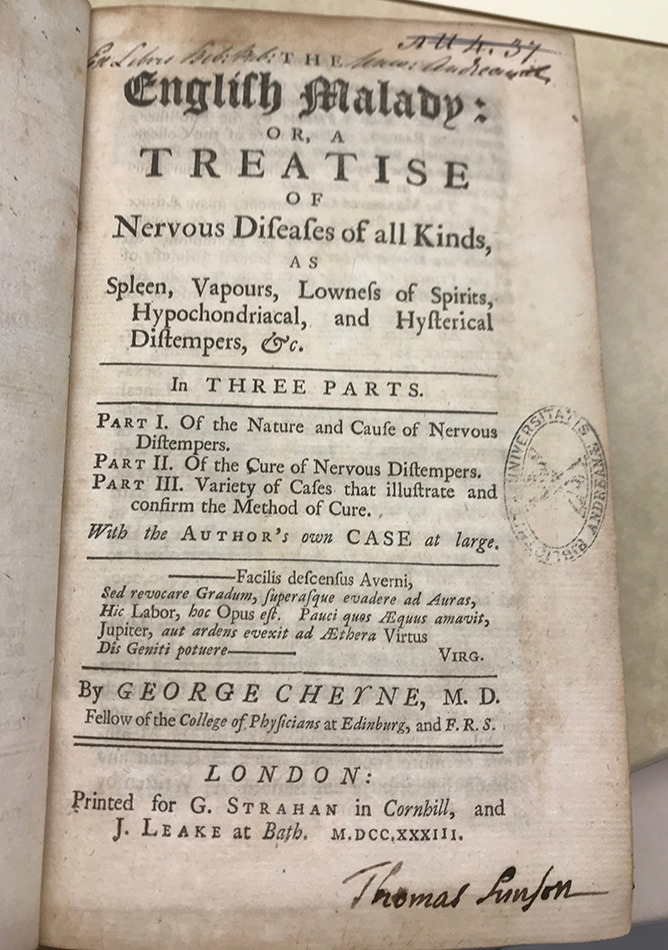 Ex Libris Bib: Pub:
THE
Engliſh Malady:
OR, A
TREATISE
OF
Nervous Diſeaſes of all Kinds,
AS
Spleen, Vapours, Lowneſs of Spirits,
Hypochondriacal, and Hyſterical
Diſtempers, &c.
In THREE PARTS.
PART I. Of the Nature and Cauſe of Nervous
Diſtempers.
PART II. Of the Cure of Nervous Diſtempers.
PART III. Variety of Caſes that illuſtrate and
confirm the Method of Cure.
With the AUTHOR's own CASE at large.
UNIVERSITATIS
———Facilis deſcenſus Averni,
Sed revocare Gradum, ſuperaſque evadere ad Auras,
Hic Labor, hoc Opus eſt. Pauci quos Æquus amavit,
Jupiter, aut ardens evexit ad Æthera Virtus
Dis Geniti potuere———
VIRG.
By GEORGE CHEYNE, M. D.
Fellow of the College of Phyſicians at Edinburg, and F. R. S.
LONDON:
Printed for G. STRAHAN in Cornhill, and
J. LEAKE at Bath. M.DCC,XXXIII.
Thomas Simson